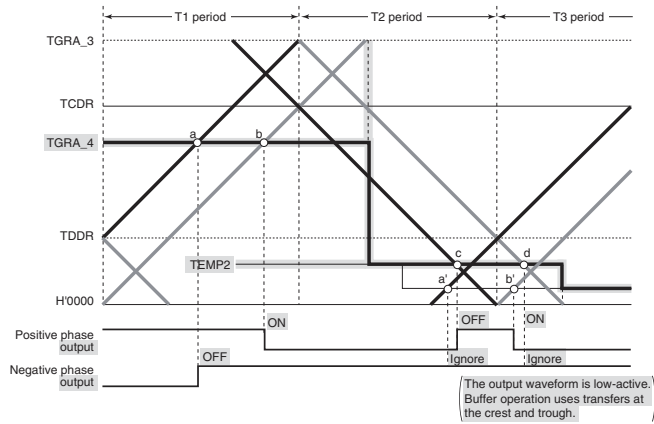 T1 period
T2 period
T3 period
TGRA_3
TCDR
TGRA_4
a
b
TDDR
TEMP2
c
d
a'
b'
H'0000
ON
OFF
ON
Positive phase
output
OFF
Ignore
Ignore
Negative phase
output
The output waveform is low-active.
Buffer operation uses transfers at
the crest and trough.